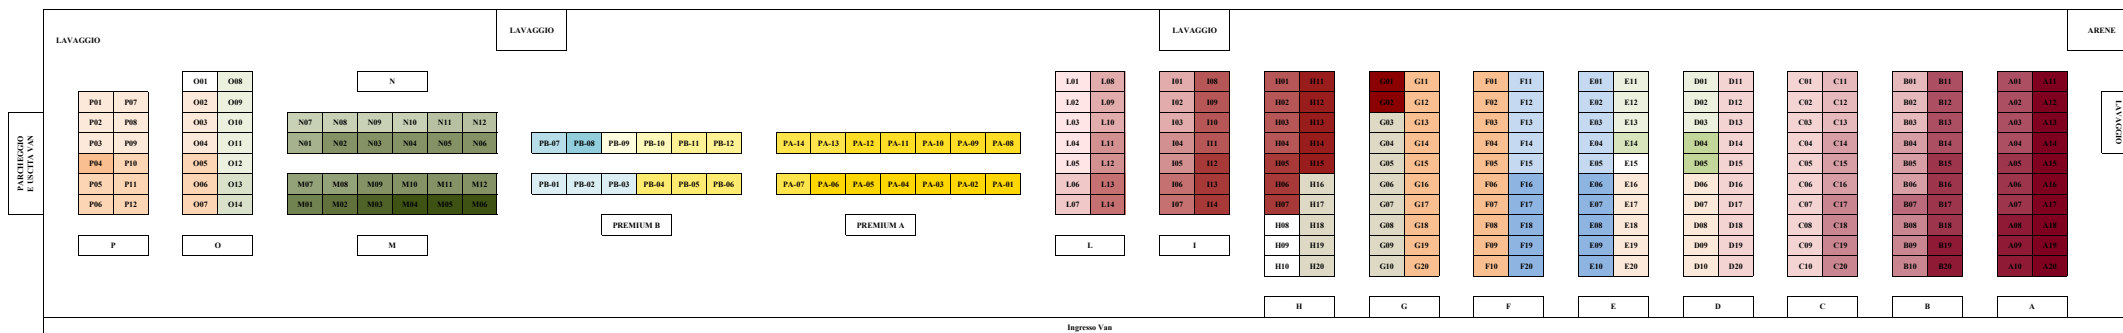 LAVAGGIO
LAVAGGIO
ARENE
LAVAGGIO
O01 O08 N L01 L08 I01 I08 H01 H11 G01 G11 F01 F11 E01 E11 D01 D11 C01 C11 B01 B11 A01 A11
P01 P07 O02 O09 L02 L09 I02 I09 H02 H12 G02 G12 F02 F12 E02 E12 D02 D12 C02 C12 B02 B12 A02 A12
P02 P08 O03 O10 N07 N08 N09 N10 N11 N12 L03 L10 I03 I10 H03 H13 G03 G13 F03 F13 E03 E13 D03 D13 C03 C13 B03 B13 A03 A13
P03 P09 O04 O11 N01 N02 N03 N04 N05 N06 PB-07 PB-08 PB-09 PB-10 PB-11 PB-12 PA-14 PA-13 PA-12 PA-11 PA-10 PA-09 PA-08 L04 L11 I04 I11 H04 H14 G04 G14 F04 F14 E04 E14 D04 D14 C04 C14 B04 B14 A04 A14
P04 P10 O05 O12 L05 L12 I05 I12 H05 H15 G05 G15 F05 F15 E05 E15 D05 D15 C05 C15 B05 B15 A05 A15
P05 P11 O06 O13 M07 M08 M09 M10 M11 M12 PB-01 PB-02 PB-03 PB-04 PB-05 PB-06 PA-07 PA-06 PA-05 PA-04 PA-03 PA-02 PA-01 L06 L13 I06 I13 H06 H16 G06 G16 F06 F16 E06 E16 D06 D16 C06 C16 B06 B16 A06 A16
P06 P12 O07 O14 M01 M02 M03 M04 M05 M06 L07 L14 I07 I14 H07 H17 G07 G17 F07 F17 E07 E17 D07 D17 C07 C17 B07 B17 A07 A17
PREMIUM B PREMIUM A H08 H18 G08 G18 F08 F18 E08 E18 D08 D18 C08 C18 B08 B18 A08 A18
P O M L I H09 H19 G09 G19 F09 F19 E09 E19 D09 D19 C09 C19 B09 B19 A09 A19
H10 H20 G10 G20 F10 F20 E10 E20 D10 D20 C10 C20 B10 B20 A10 A20
H G F E D C B A
PARCHEGGIO
E USCITA VAN
LAVAGGIO
Ingresso Van